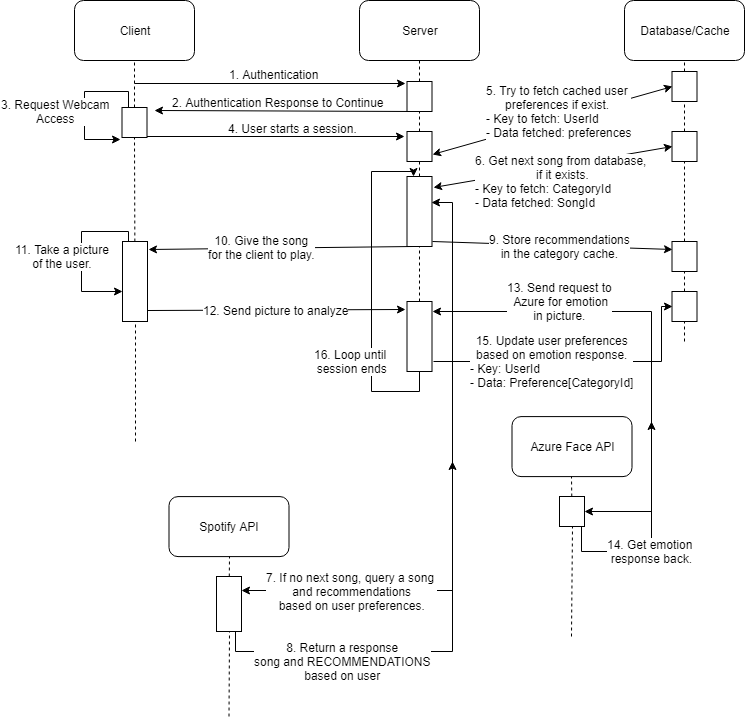 Client
Server
Database/Cache
1. Authentication
2. Authentication Response to Continue
3. Request Webcam
Access
4. User starts a session.
5. Try to fetch cached user
preferences if exist.
- Key to fetch: UserId
- Data fetched: preferences
6. Get next song from database,
if it exists.
- Key to fetch: CategoryId
- Data fetched: SongId
10. Give the song
for the client to play.
9. Store recommendations
in the category cache.
11. Take a picture
of the user.
12. Send picture to analyze
13. Send request to
Azure for emotion
in picture.
15. Update user preferences
based on emotion response.
- Key: UserId
- Data: Preference[CategoryId]
16. Loop until
session ends
Azure Face API
Spotify API
14. Get emotion
response back.
7. If no next song, query a song
and recommendations
based on user preferences.
8. Return a response
song and RECOMMENDATIONS
based on user